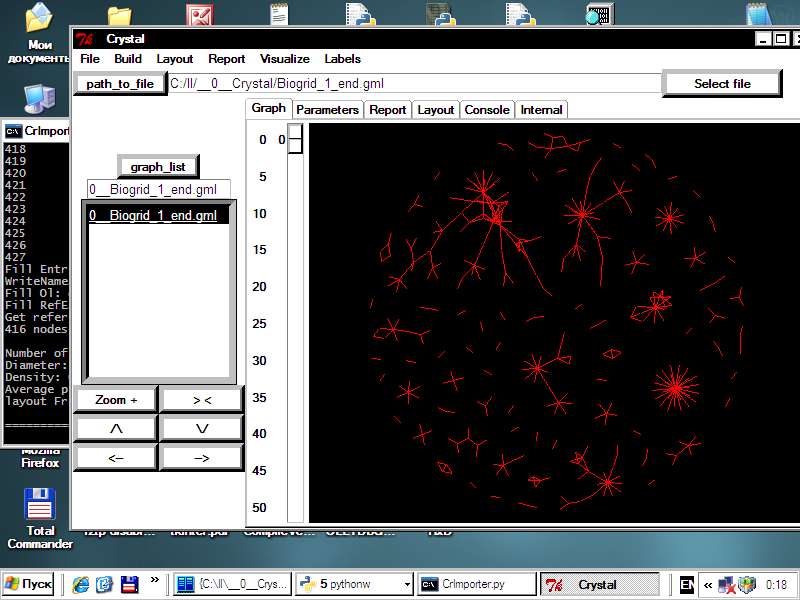 Мои
документы
Crystal
File Build Layout Report Visualize Labels
path_to_file C:/II/__0__Crystal/Biogrid_1_end.gml Select file
Graph Parameters Report Layout Console Internal
CrImporter
418
419
420
421
422
423
424
425
426
427
Fill Entr
WriteName
Fill Ol:
Fill RefE
Get refer
416 nodes
Number of
Diameter:
Density:
Average p
layout Fr
=========
graph_list
0__Biogrid_1_end.gml
0__Biogrid_1_end.gml
0 0
5
10
15
20
25
30
35
40
45
50
Zoom + > <
/\ \/
<-- -->
Mozilla
Firefox
Total
Commander
Пуск » {C:\II\__0__Crys... 5 pythonw CrImporter.py Crystal EN « 0:18